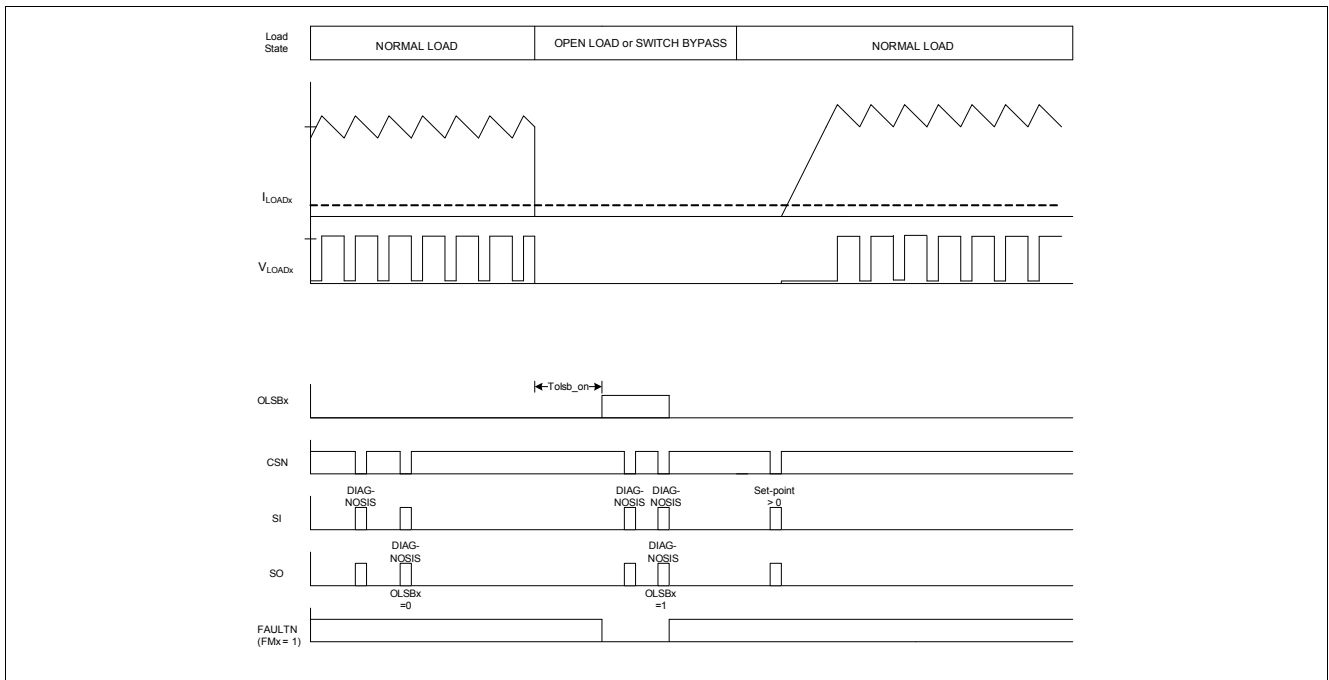 Load
State
NORMAL LOAD
OPEN LOAD or SWITCH BYPASS
NORMAL LOAD
ILOADx
VLOADx
Tolsb_on
OLSBx
CSN
DIAG-
NOSIS
DIAG-
NOSIS
DIAG-
NOSIS
Set-point
> 0
SI
DIAG-
NOSIS
DIAG-
NOSIS
SO
OLSBx
=0
OLSBx
=1
FAULTN
(FMx = 1)